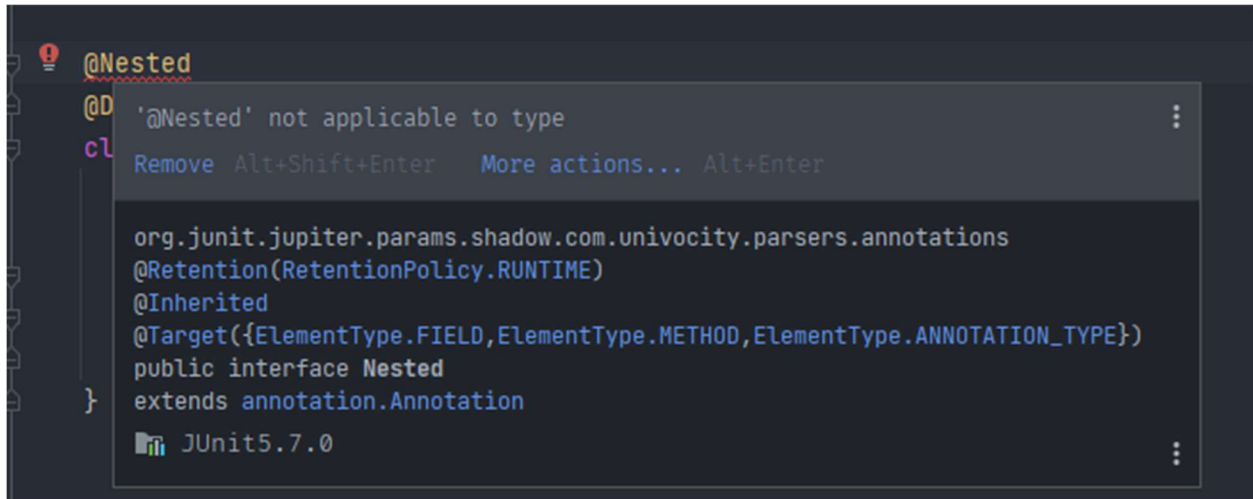 @Nested
@D
'@Nested' not applicable to type
cl
Remove Alt+Shift+Enter More actions... Alt+Enter
org.junit.jupiter.params.shadow.com.univocity.parsers.annotations
@Retention(RetentionPolicy.RUNTIME)
@Inherited
@Target({ElementType.FIELD,ElementType.METHOD,ElementType.ANNOTATION_TYPE})
public interface Nested
} extends annotation.Annotation
JUnit5.7.0